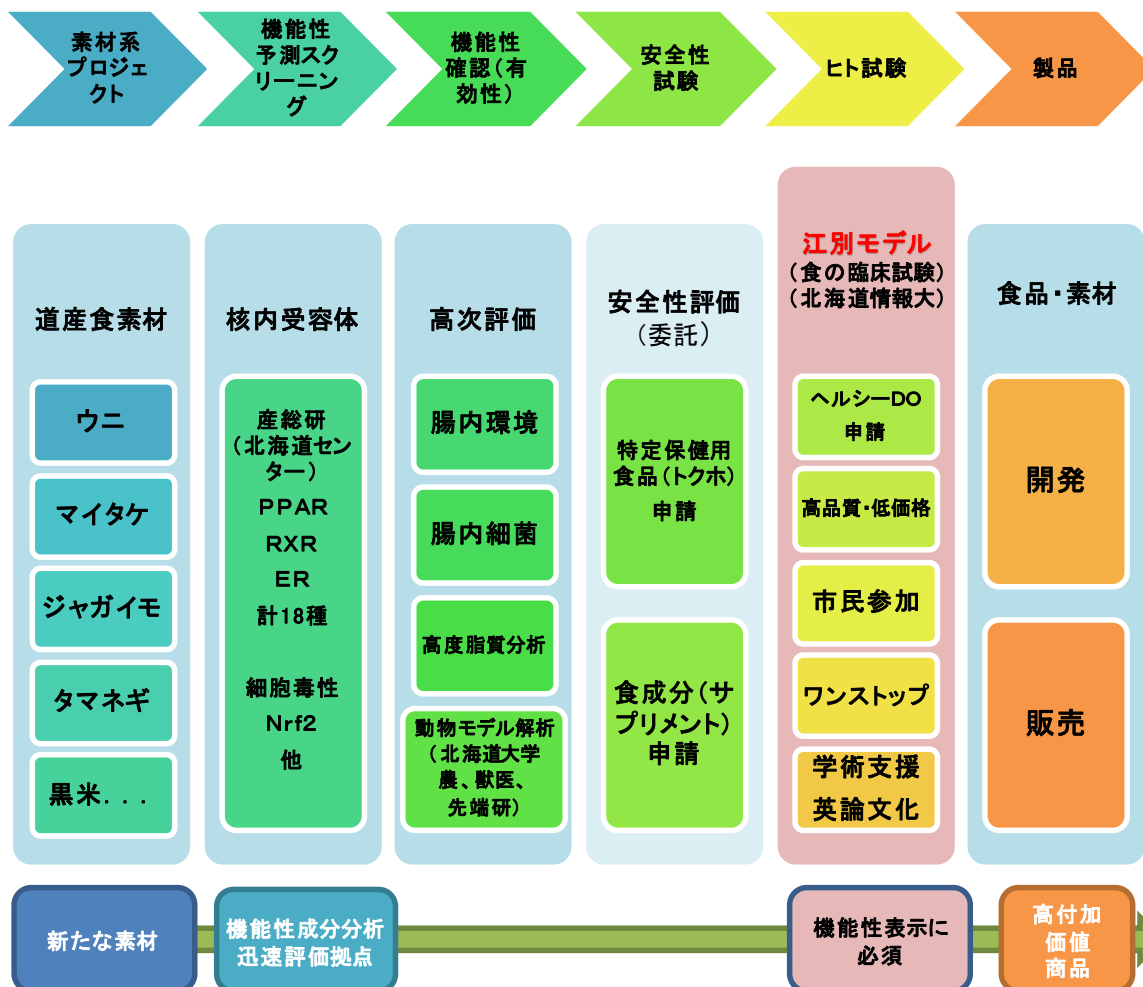 素材系
プロジェ
クト
機能性
予測スク
リーニン
グ
機能性
確認(有
効性)
安全性
試験
ヒト試験
製品
道産食素材
ウニ
マイタケ
ジャガイモ
タマネギ
黒米．．．
核内受容体
産総研
(北海道セン
ター)
ＰＰＡＲ
ＲＸＲ
ＥＲ
計18種
細胞毒性
Nrf2
他
高次評価
腸内環境
腸内細菌
高度脂質分析
動物モデル解析
(北海道大学
農、獣医、
先端研)
安全性評価
(委託)
特定保健用
食品(トクホ)
申請
食成分(サ
プリメント)
申請
江別モデル
(食の臨床試験)
(北海道情報大)
ヘルシーDO
申請
高品質・低価格
市民参加
ワンストップ
学術支援
英論文化
食品・素材
開発
販売
新たな素材
機能性成分分析
迅速評価拠点
機能性表示に
必須
高付加
価値
商品